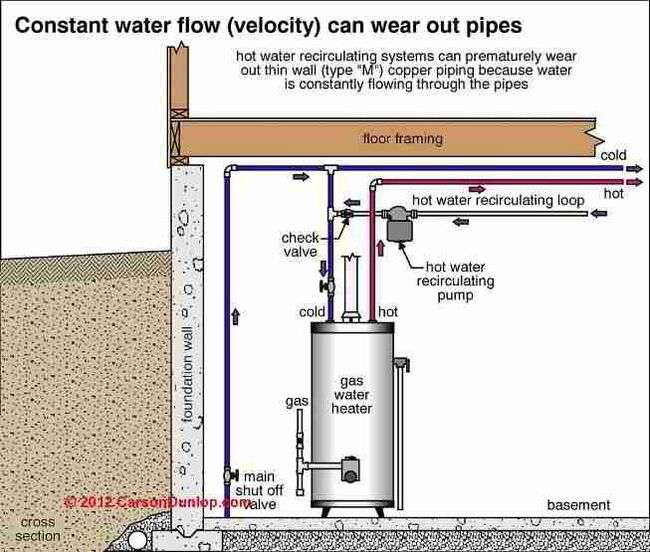 Constant water flow (velocity) can wear out pipes
hot water recirculating systems can prematurely wear
out thin wall (type "M") copper piping because water
is constantly flowing through the pipes
floor framing
cold
hot
hot water recirculating loop
check
valve
hot water
recirculating
pump
cold
hot
foundation wall
gas
water
heater
gas
main
shut off
valve
© 2012 CarsonDunlop.com
basement
cross
section